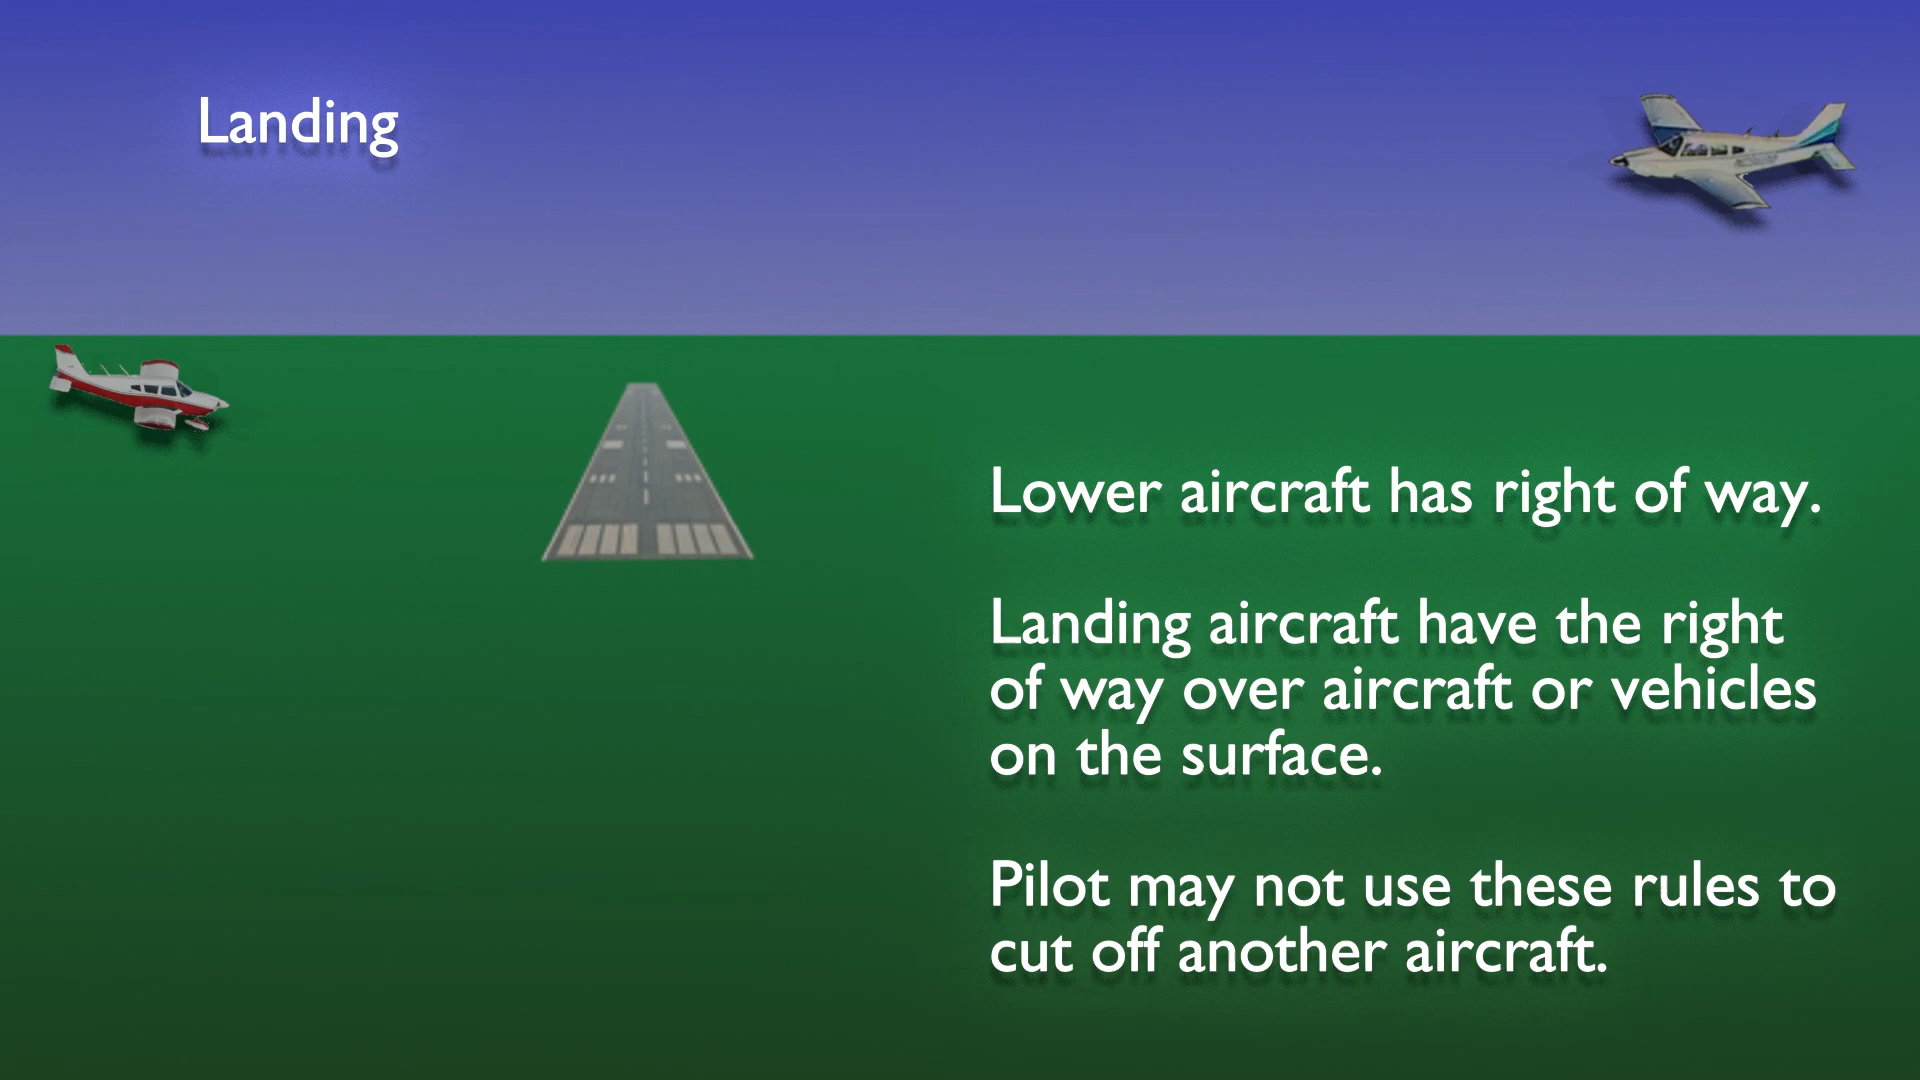 Landing
Lower aircraft has right of way.
Landing aircraft have the right
of way over aircraft or vehicles
on the surface.
Pilot may not use these rules to
cut off another aircraft.